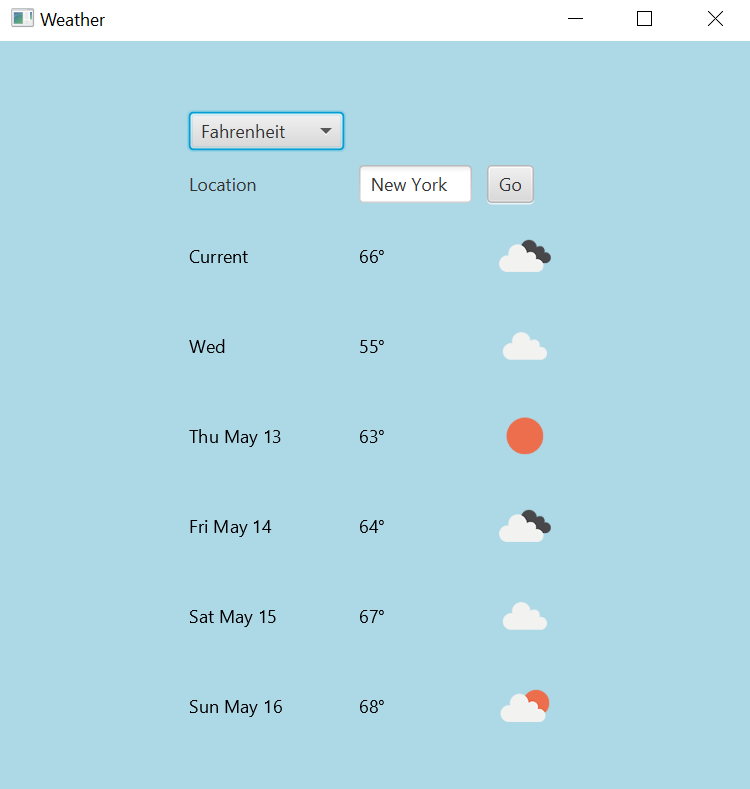 Weather
Fahrenheit
Location New York Go
Current 66°
Wed 55°
Thu May 13 63°
Fri May 14 64°
Sat May 15 67°
Sun May 16 68°